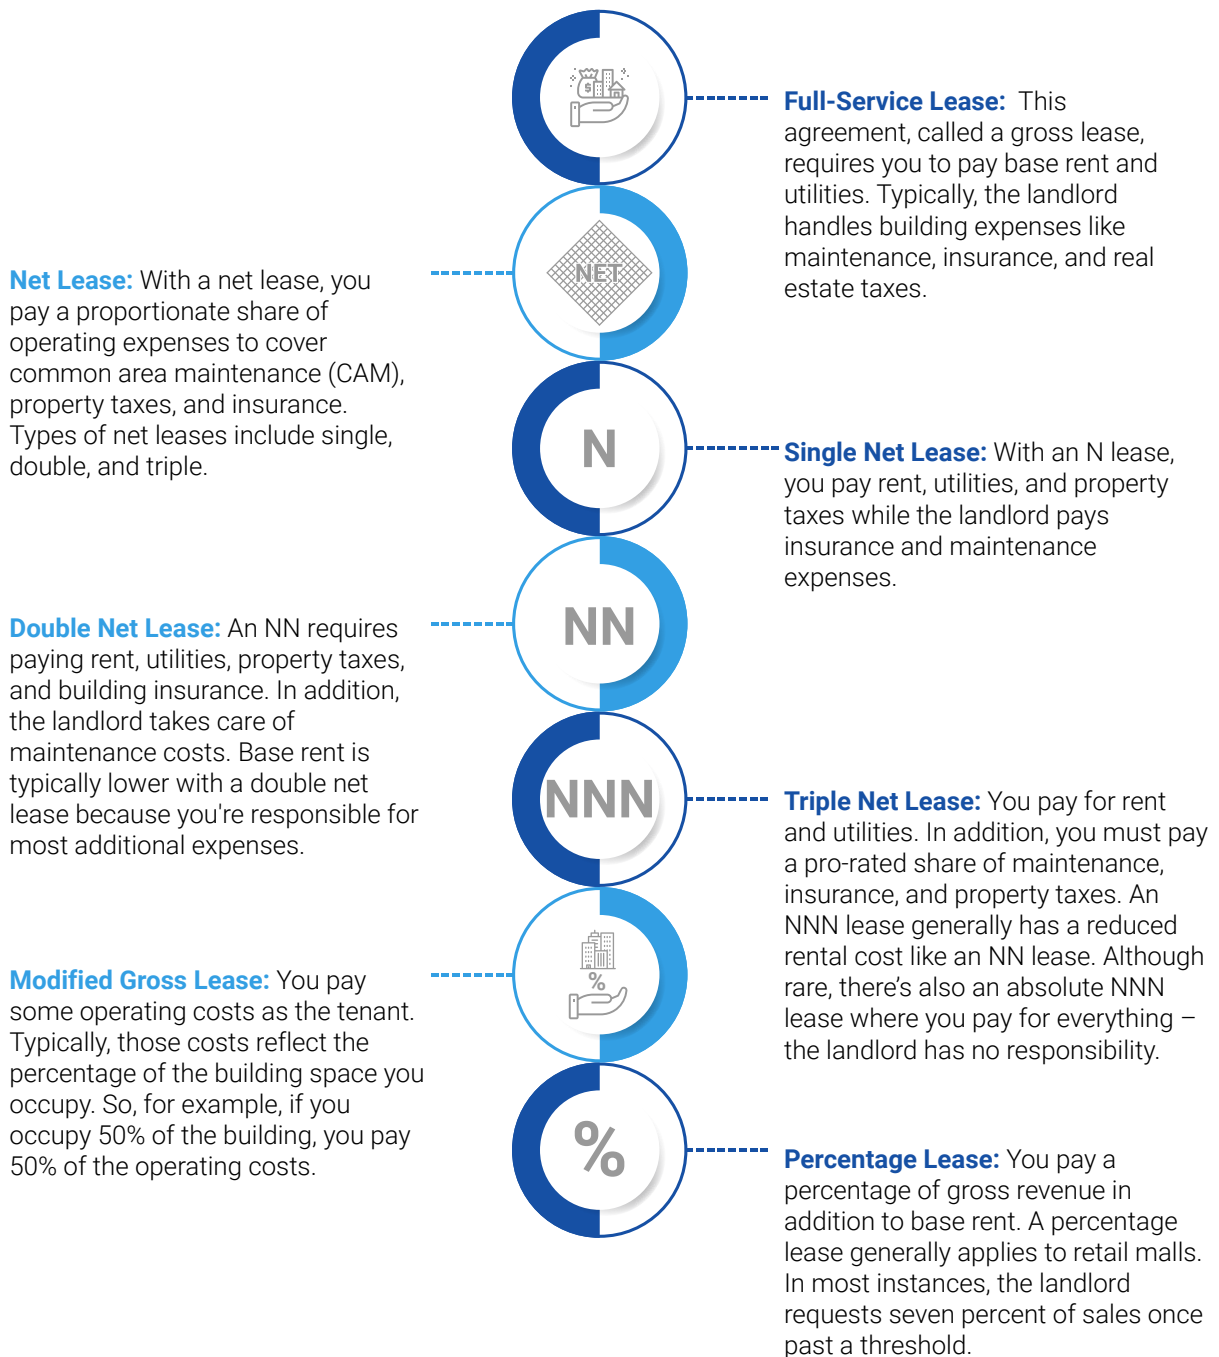 $
Full-Service Lease: This
agreement, called a gross lease,
requires you to pay base rent and
utilities. Typically, the landlord
handles building expenses like
maintenance, insurance, and real
estate taxes.
NET
Net Lease: With a net lease, you
pay a proportionate share of
operating expenses to cover
common area maintenance (CAM),
property taxes, and insurance.
Types of net leases include single,
double, and triple.
N
Single Net Lease: With an N lease,
you pay rent, utilities, and property
taxes while the landlord pays
insurance and maintenance
expenses.
NN
Double Net Lease: An NN requires
paying rent, utilities, property taxes,
and building insurance. In addition,
the landlord takes care of
maintenance costs. Base rent is
typically lower with a double net
lease because you're responsible for
most additional expenses.
NNN
Triple Net Lease: You pay for rent
and utilities. In addition, you must pay
a pro-rated share of maintenance,
insurance, and property taxes. An
NNN lease generally has a reduced
rental cost like an NN lease. Although
rare, there’s also an absolute NNN
lease where you pay for everything –
the landlord has no responsibility.
%
Modified Gross Lease: You pay
some operating costs as the tenant.
Typically, those costs reflect the
percentage of the building space you
occupy. So, for example, if you
occupy 50% of the building, you pay
50% of the operating costs.
%
Percentage Lease: You pay a
percentage of gross revenue in
addition to base rent. A percentage
lease generally applies to retail malls.
In most instances, the landlord
requests seven percent of sales once
past a threshold.